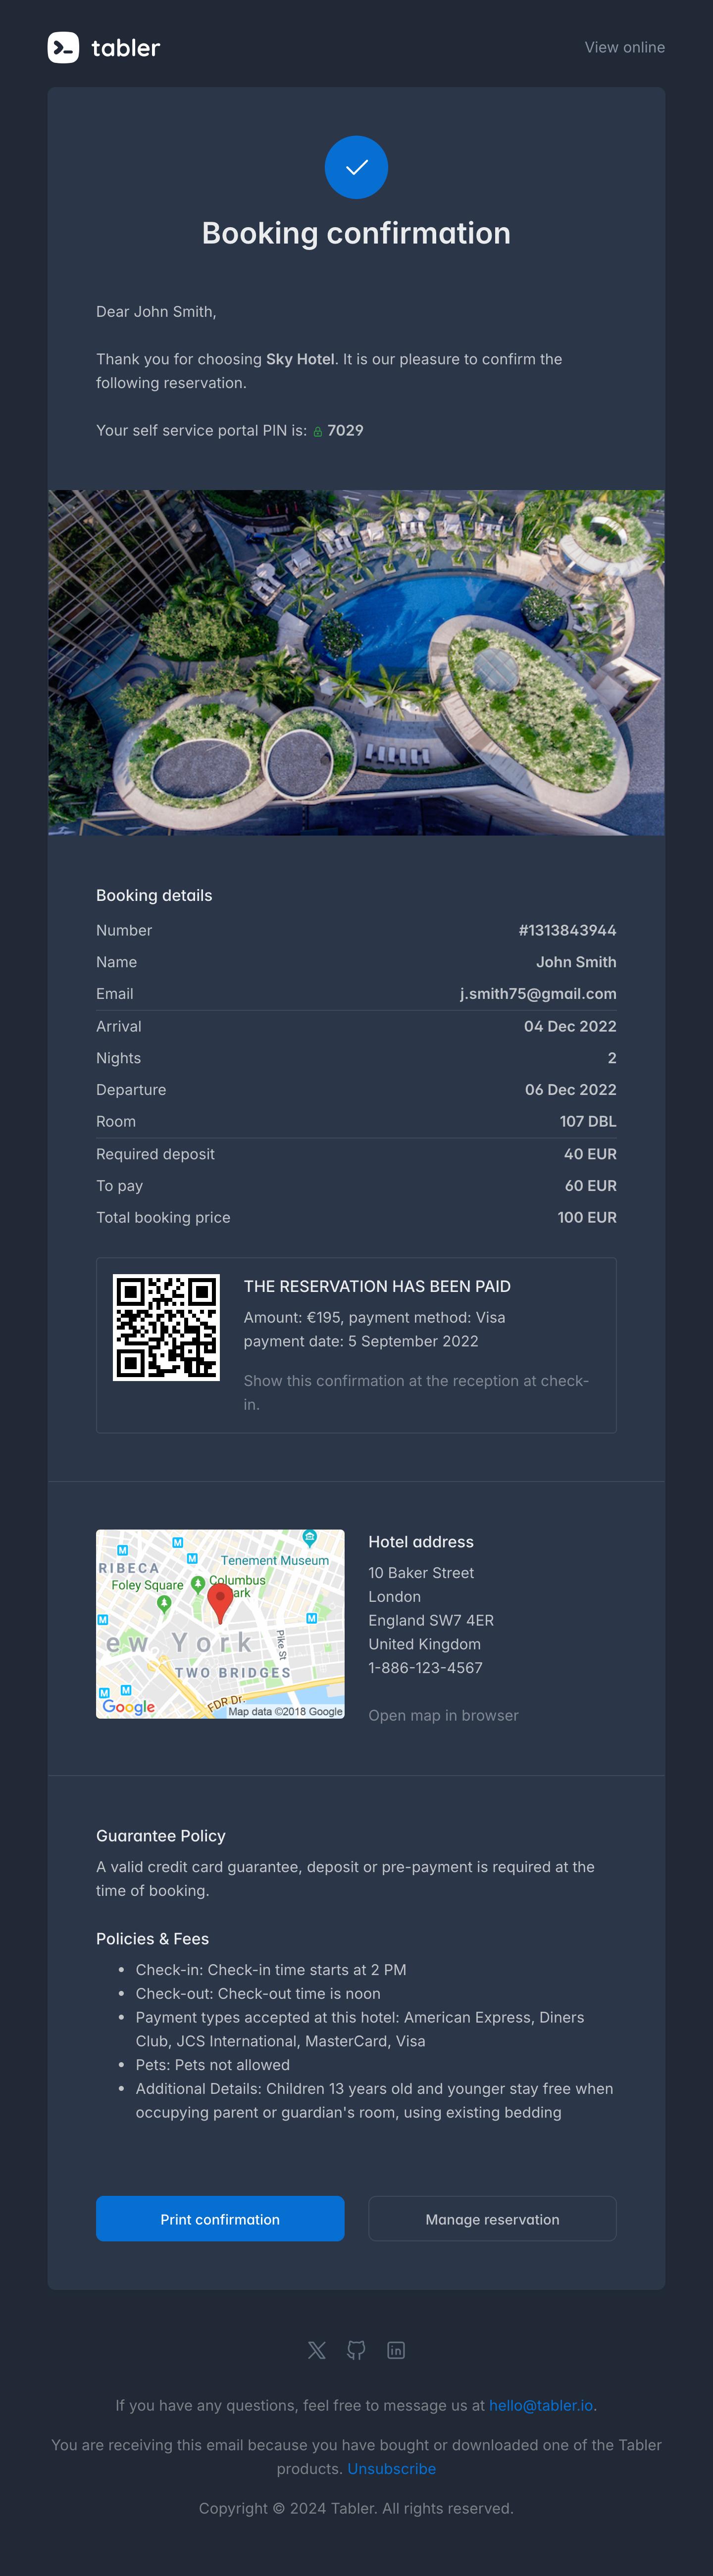 tabler
View online
Booking confirmation
Dear John Smith,
Thank you for choosing Sky Hotel. It is our pleasure to confirm the
following reservation.
Your self service portal PIN is: 7029
Booking details
Number #1313843944
Name John Smith
Email j.smith75@gmail.com
Arrival 04 Dec 2022
Nights 2
Departure 06 Dec 2022
Room 107 DBL
Required deposit 40 EUR
To pay 60 EUR
Total booking price 100 EUR
THE RESERVATION HAS BEEN PAID
Amount: €195, payment method: Visa
payment date: 5 September 2022
Show this confirmation at the reception at check-
in.
M
M
M
Tenement Museum
RIBECA
Foley Square
Columbus
ark
M
M
ew York
Pike St
TWO BRIDGES
M
M
FDR Dr.
Google
Map data ©2018 Google
Hotel address
10 Baker Street
London
England SW7 4ER
United Kingdom
1-886-123-4567
Open map in browser
Guarantee Policy
A valid credit card guarantee, deposit or pre-payment is required at the
time of booking.
Policies & Fees
• Check-in: Check-in time starts at 2 PM
• Check-out: Check-out time is noon
• Payment types accepted at this hotel: American Express, Diners
Club, JCS International, MasterCard, Visa
• Pets: Pets not allowed
• Additional Details: Children 13 years old and younger stay free when
occupying parent or guardian's room, using existing bedding
Print confirmation
Manage reservation
If you have any questions, feel free to message us at hello@tabler.io.
You are receiving this email because you have bought or downloaded one of the Tabler
products. Unsubscribe
Copyright © 2024 Tabler. All rights reserved.